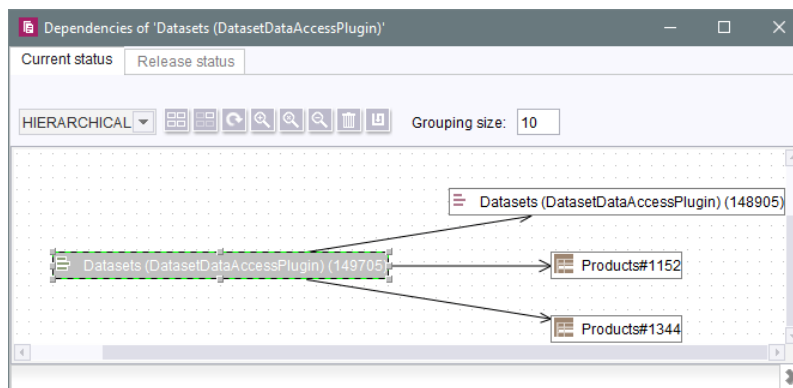 Dependencies of 'Datasets (DatasetDataAccessPlugin)'
Current status
Release status
HIERARCHICAL
Grouping size: 10
Datasets (DatasetDataAccessPlugin) (148905)
Datasets (DatasetDataAccessPlugin) (149705
Products#1152
Products#1344